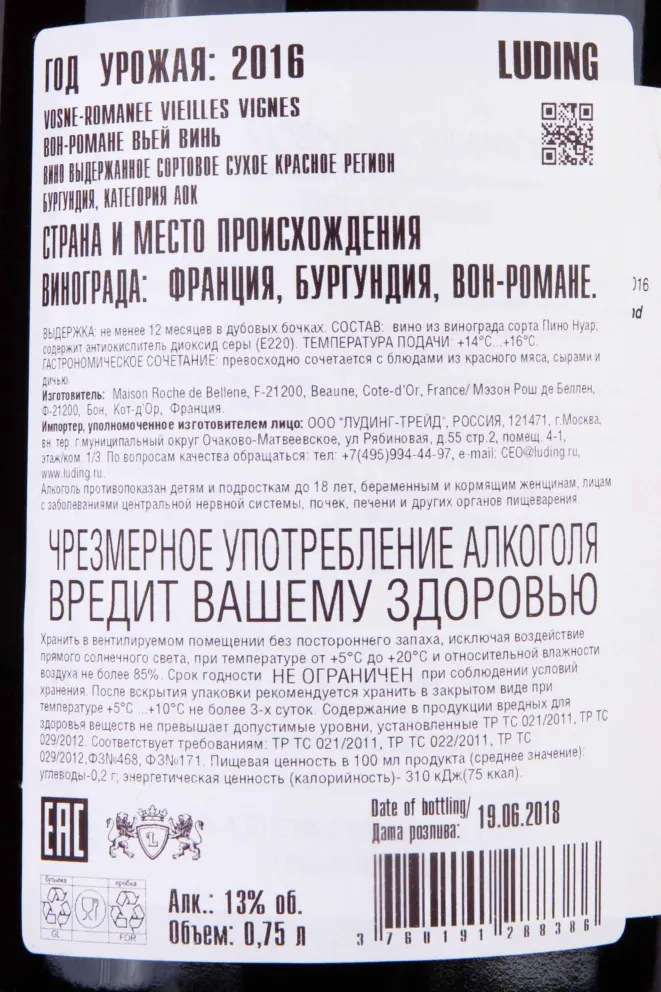 ГОД УРОЖАЯ: 2016
LUDING
VOSNE-ROMANEE VIEILLES VIGNES
ВОН-РОМАНЕ ВЬЕЙ ВИНЬ
ВИНО ВЫДЕРЖАННОЕ СОРТОВОЕ СУХОЕ КРАСНОЕ РЕГИОН
БУРГУНДИЯ, КАТЕГОРИЯ АОК
СТРАНА И МЕСТО ПРОИСХОЖДЕНИЯ
ВИНОГРАДА: ФРАНЦИЯ, БУРГУНДИЯ, ВОН-РОМАНЕ.
ВЫДЕРЖКА: не менее 12 месяцев в дубовых бочках. СОСТАВ: вино из винограда сорта Пино Нуар;
содержит антиокислитель диоксид серы (Е220). ТЕМПЕРАТУРА ПОДАЧИ: +14°С...+16°С.
ГАСТРОНОМИЧЕСКОЕ СОЧЕТАНИЕ: превосходно сочетается с блюдами из красного мяса, сырами и
дичью.
Изготовитель: Maison Roche de Bellene, F-21200, Beaune, Cote-d'Or, France/ Мэзон Рош де Беллен,
Ф-21200, Бон, Кот-д'Ор, Франция.
Импортер, уполномоченное изготовителем лицо: ООО "ЛУДИНГ-ТРЕЙД", РОССИЯ, 121471, г.Москва,
вн. тер. г.муниципальный округ Очаково-Матвеевское, ул Рябиновая, д.55 стр.2, помещ. 4-1,
этаж/ком. 1/3. По вопросам качества обращаться: тел: +7(495)994-44-97, e-mail: CEO@luding.ru,
www.luding.ru.
Алкоголь противопоказан детям и подросткам до 18 лет, беременным и кормящим женщинам, лицам
с заболеваниями центральной нервной системы, почек, печени и других органов пищеварения.
ЧРЕЗМЕРНОЕ УПОТРЕБЛЕНИЕ АЛКОГОЛЯ
ВРЕДИТ ВАШЕМУ ЗДОРОВЬЮ
Хранить в вентилируемом помещении без постороннего запаха, исключая воздействие
прямого солнечного света, при температуре от +5°С до +20°С и относительной влажности
воздуха не более 85%. Срок годности НЕ ОГРАНИЧЕН при соблюдении условий
хранения. После вскрытия упаковки рекомендуется хранить в закрытом виде при
температуре +5°С ...+10°С не более 3-х суток. Содержание в продукции вредных для
здоровья веществ не превышает допустимые уровни, установленные ТР ТС 021/2011, ТР ТС
029/2012. Соответствует требованиям: ТР ТС 021/2011, ТР ТС 022/2011, ТР ТС
029/2012,ФЗ№468, ФЗ№171. Пищевая ценность в 100 мл продукта (среднее значение):
углеводы-0,2 г; энергетическая ценность (калорийность)- 310 кДж(75 ккал).
EAC
L
Date of bottling/
Дата розлива:
19.06.2018
бутылка
пробка
GL
FOR
Алк.: 13% об.
Объем: 0,75 л
3 760191 288386
016
nd